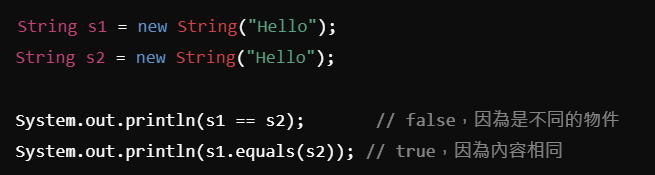 String s1 = new String("Hello");
String s2 = new String("Hello");
System.out.println(s1 == s2);       // false，因為是不同的物件
System.out.println(s1.equals(s2)); // true，因為內容相同